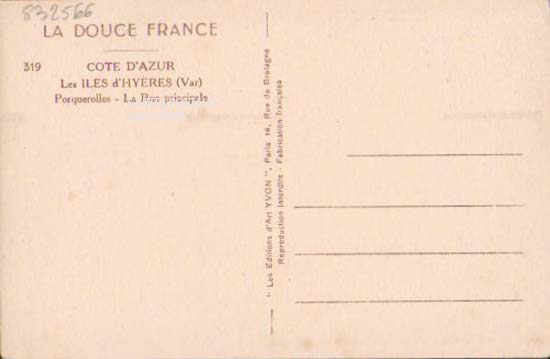 832566
LA DOUCE FRANCE
319 COTE D'AZUR
Les ILES d'HYÈRES (Var)
Porquerolles - La Rue principale
" Les Editions d'Art YVON ", Paris 14, Rue de Bretagne
Reproduction Interdite - Fabrication française